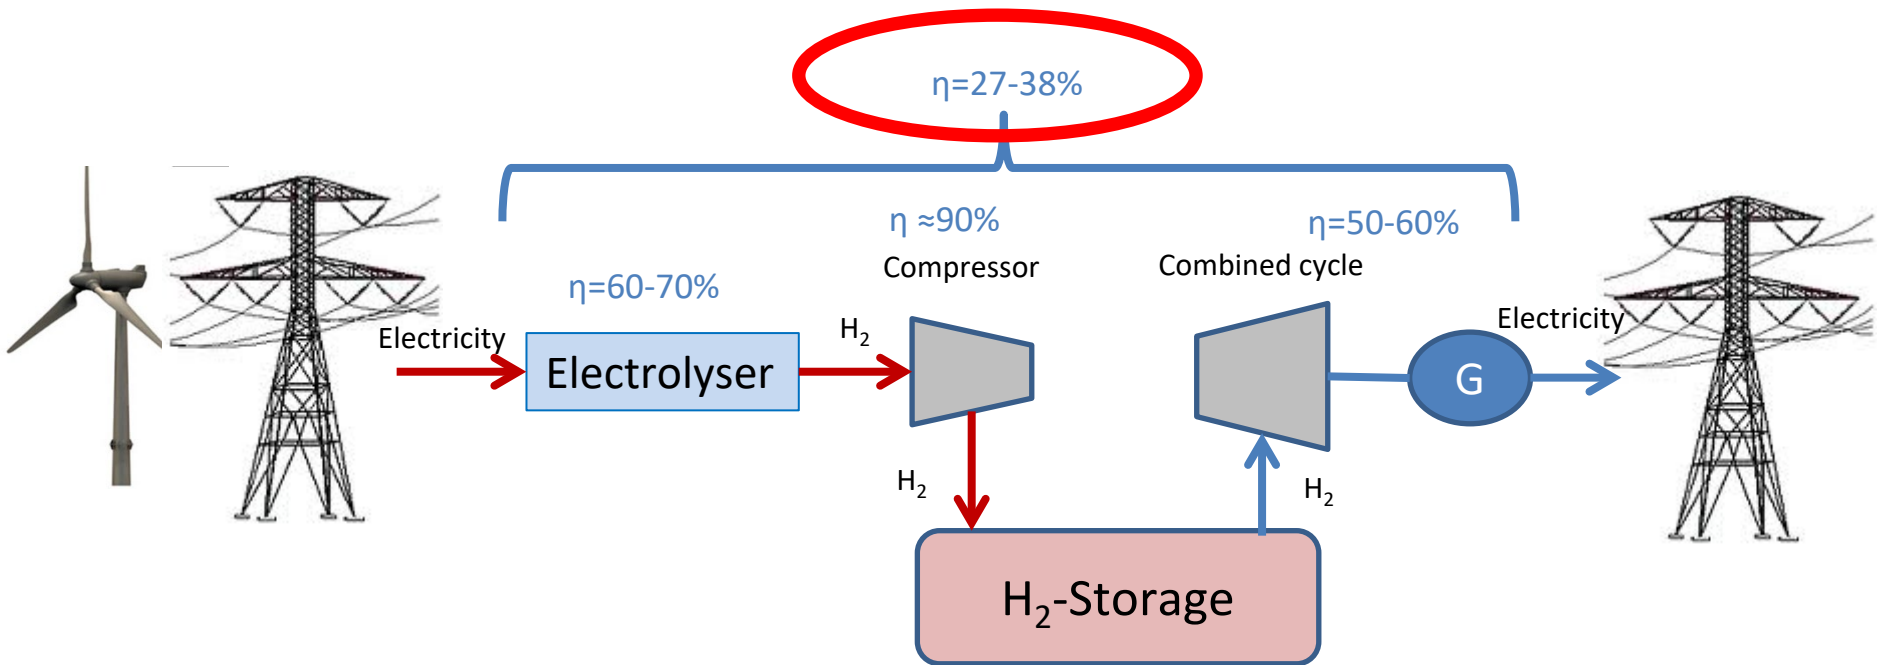 η=27-38%
η ≈90%
η=50-60%
Compressor
Combined cycle
η=60-70%
Electricity
H₂
Electricity
Electrolyser
G
H₂
H₂
H₂-Storage